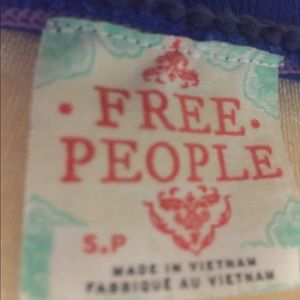 · FREE ·
PEOPLE
S.P
MADE IN VIETNAM
FABRIQUÉ AU VIETNAM